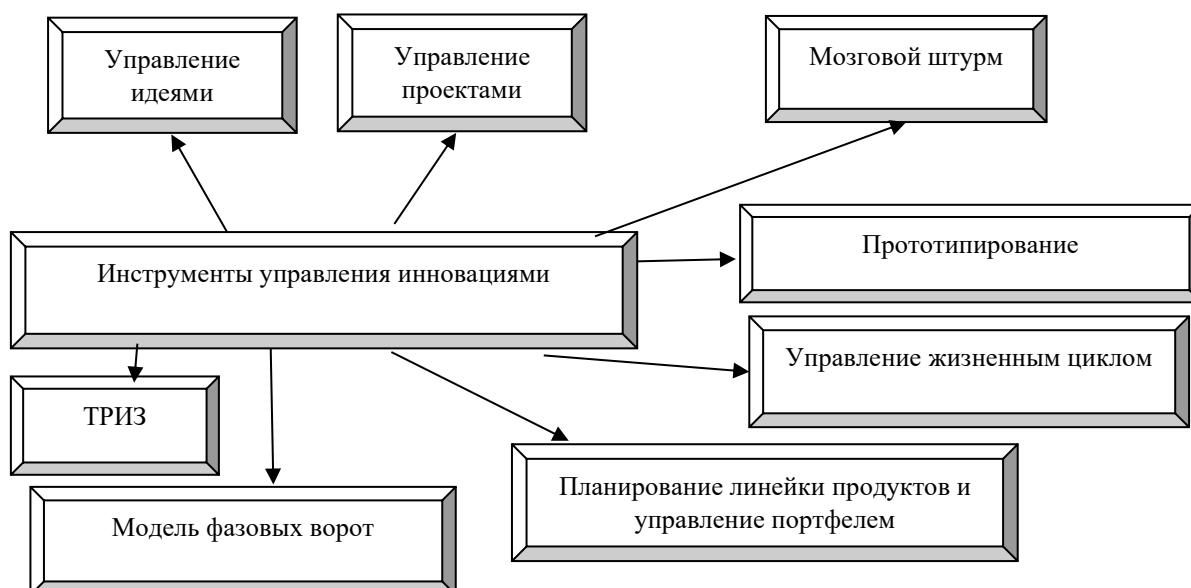 Управление
идеями
Управление
проектами
Мозговой штурм
Прототипирование
Инструменты управления инновациями
Управление жизненным циклом
ТРИЗ
Планирование линейки продуктов и
управление портфелем
Модель фазовых ворот